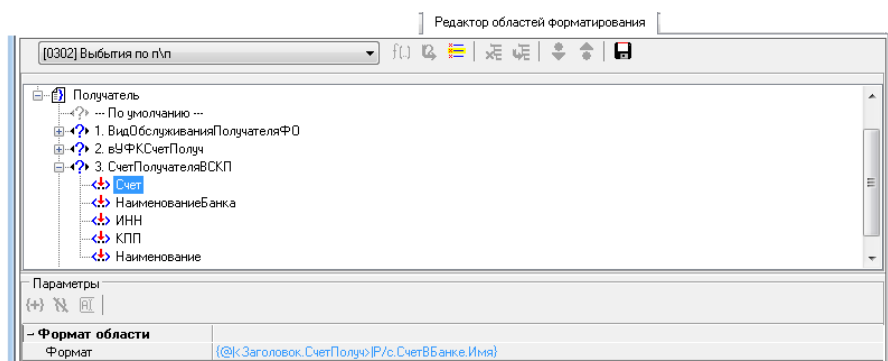 Редактор областей форматирования
[0302] Выбытия по п\п
f(.)
Получатель
--- По умолчанию ---
1. ВидОбслуживанияПолучателяФО
2. вУФКСчетПолуч
3. СчетПолучателяВСКП
Счет
НаименованиеБанка
ИНН
КПП
Наименование
Параметры
Формат области
Формат {@|<Заголовок.СчетПолуч>|Р/с.СчетВБанке.Имя}